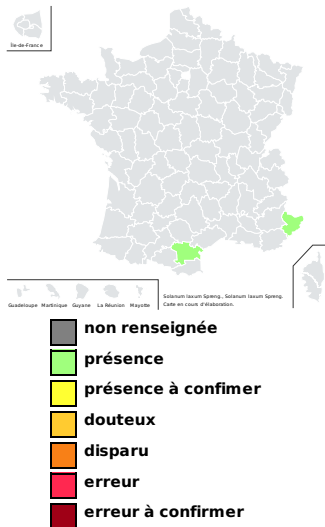 Île-de-France
Guadeloupe Martinique Guyane La Réunion Mayotte
Solanum laxum Spreng., Solanum laxum Spreng.
Carte en cours d'élaboration.
non renseignée
présence
présence à confimer
douteux
disparu
erreur
erreur à confirmer